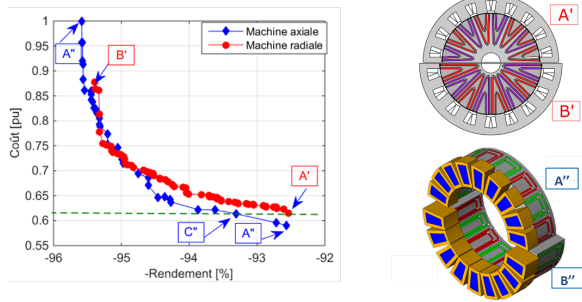 1
0.95
0.9
0.85
0.8
0.75
0.7
0.65
0.6
0.55
Coût [pu]
Machine axiale
Machine radiale
A"
B'
A'
C"
A"
-96
-95
-94
-93
-92
-Rendement [%]
A'
B'
A''
B''